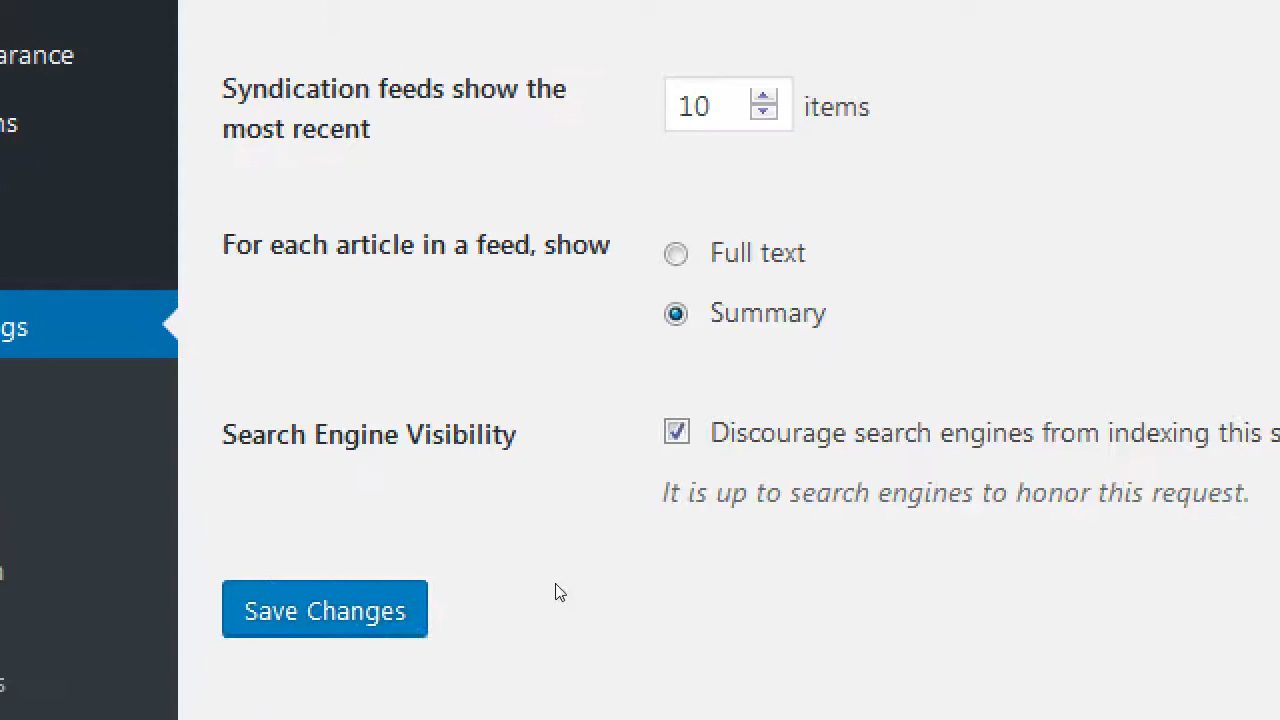 arance
ns
gs
s
Syndication feeds show the
most recent
10 items
For each article in a feed, show
Full text
Summary
Search Engine Visibility
Discourage search engines from indexing this s
It is up to search engines to honor this request.
Save Changes